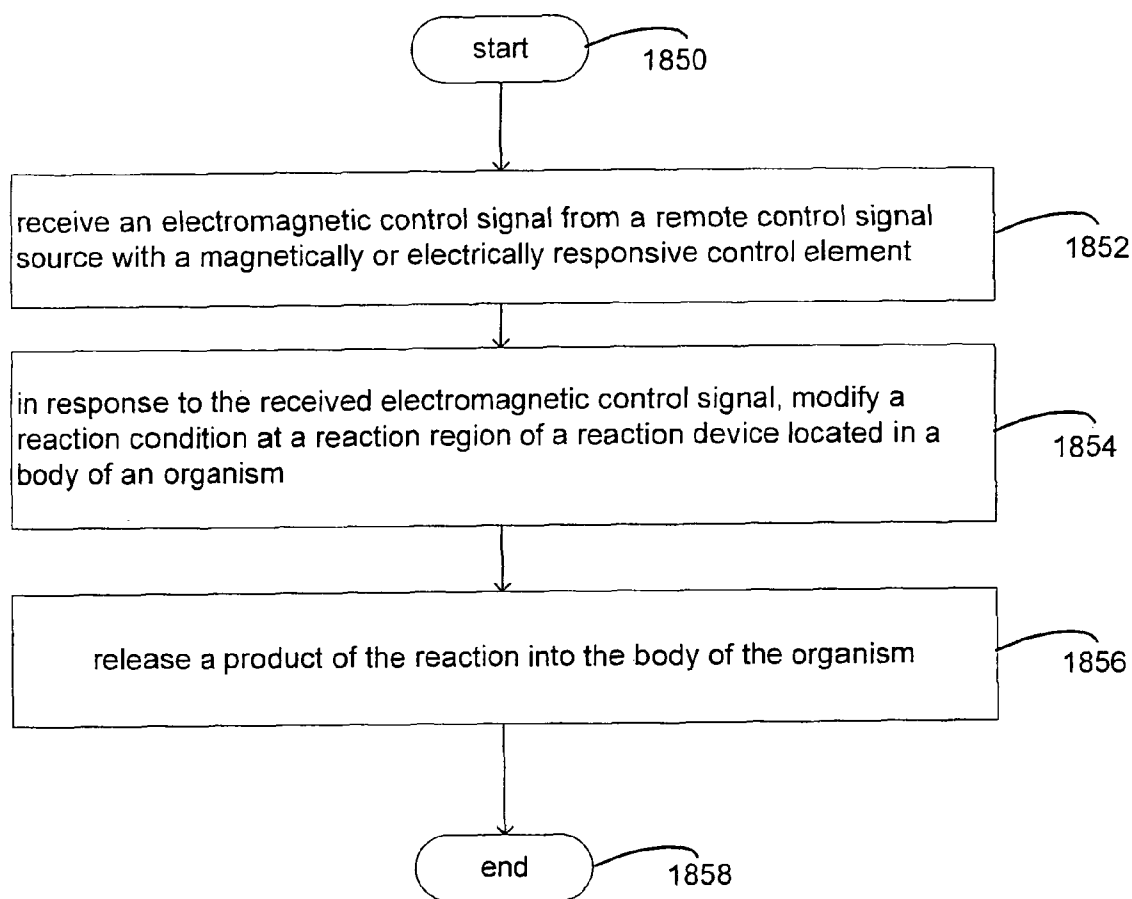 start
1850
receive an electromagnetic control signal from a remote control signal
source with a magnetically or electrically responsive control element
1852
in response to the received electromagnetic control signal, modify a
reaction condition at a reaction region of a reaction device located in a
body of an organism
1854
release a product of the reaction into the body of the organism
1856
end
1858